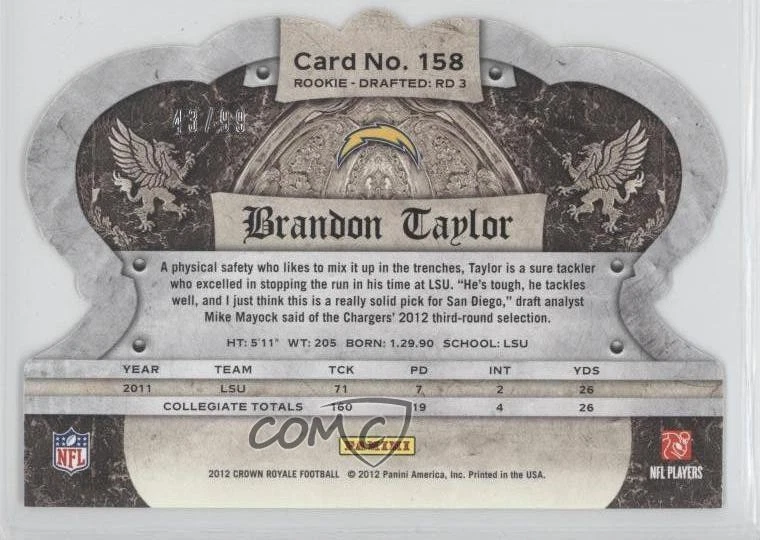 Card No. 158
ROOKIE - DRAFTED: RD 3
43/99
Brandon Taylor
A physical safety who likes to mix it up in the trenches, Taylor is a sure tackler
who excelled in stopping the run in his time at LSU. “He's tough, he tackles
well, and I just think this is a really solid pick for San Diego,” draft analyst
Mike Mayock said of the Chargers' 2012 third-round selection.
HT: 5'11" WT: 205 BORN: 1.29.90 SCHOOL: LSU
YEAR TEAM TCK PD INT YDS
2011 LSU 71 7 2 26
COLLEGIATE TOTALS 160 19 4 26
COMC
NFL
PANINI
NFL PLAYERS
2012 CROWN ROYALE FOOTBALL © 2012 Panini America, Inc. Printed in the USA.